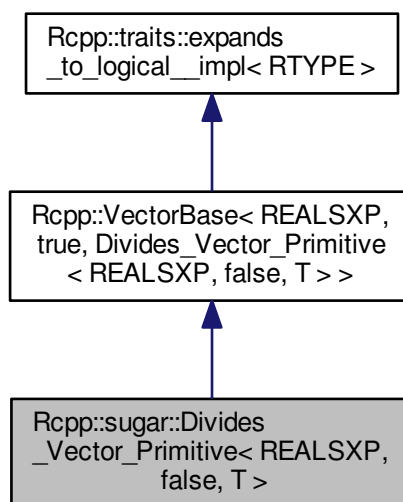 Rcpp::traits::expands
_to_logical__impl< RTYPE >
Rcpp::VectorBase< REALSXP,
true, Divides_Vector_Primitive
< REALSXP, false, T > >
Rcpp::sugar::Divides
_Vector_Primitive< REALSXP,
false, T >